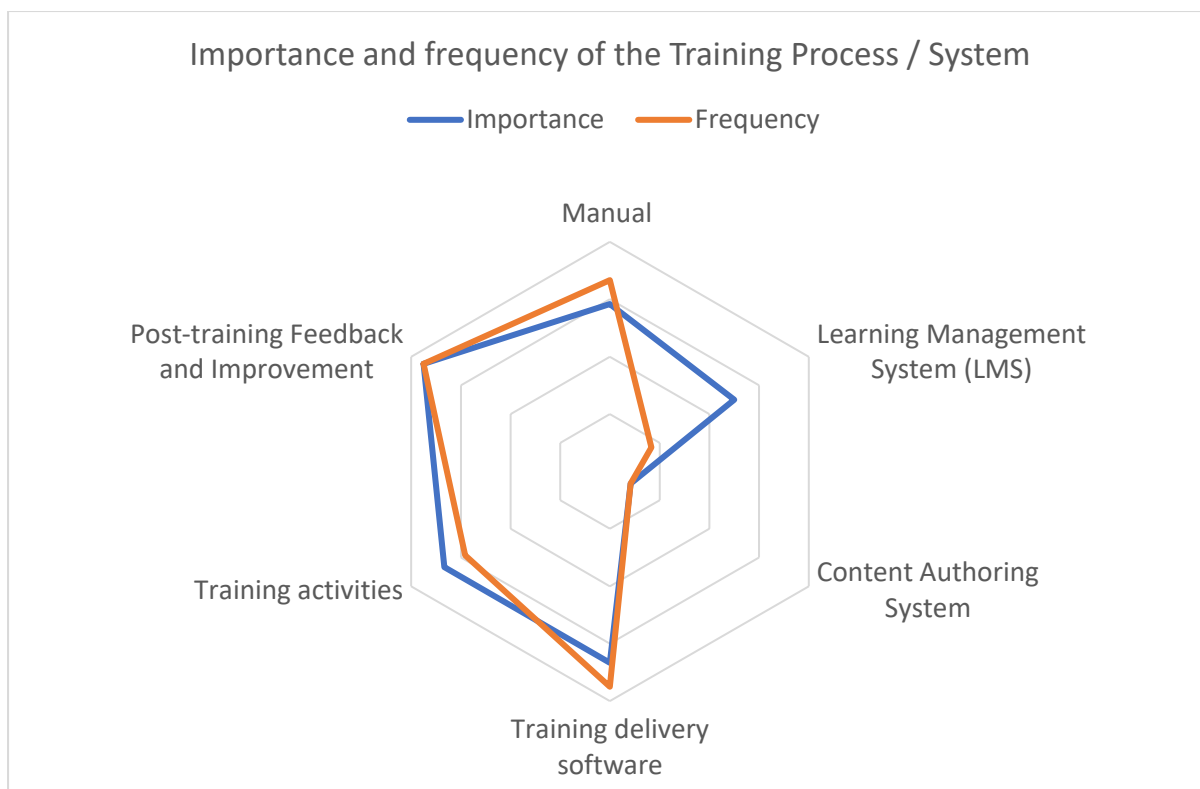 Importance and frequency of the Training Process / System
Importance Frequency
Manual
Learning Management
System (LMS)
Post-training Feedback
and Improvement
Content Authoring
System
Training activities
Training delivery
software